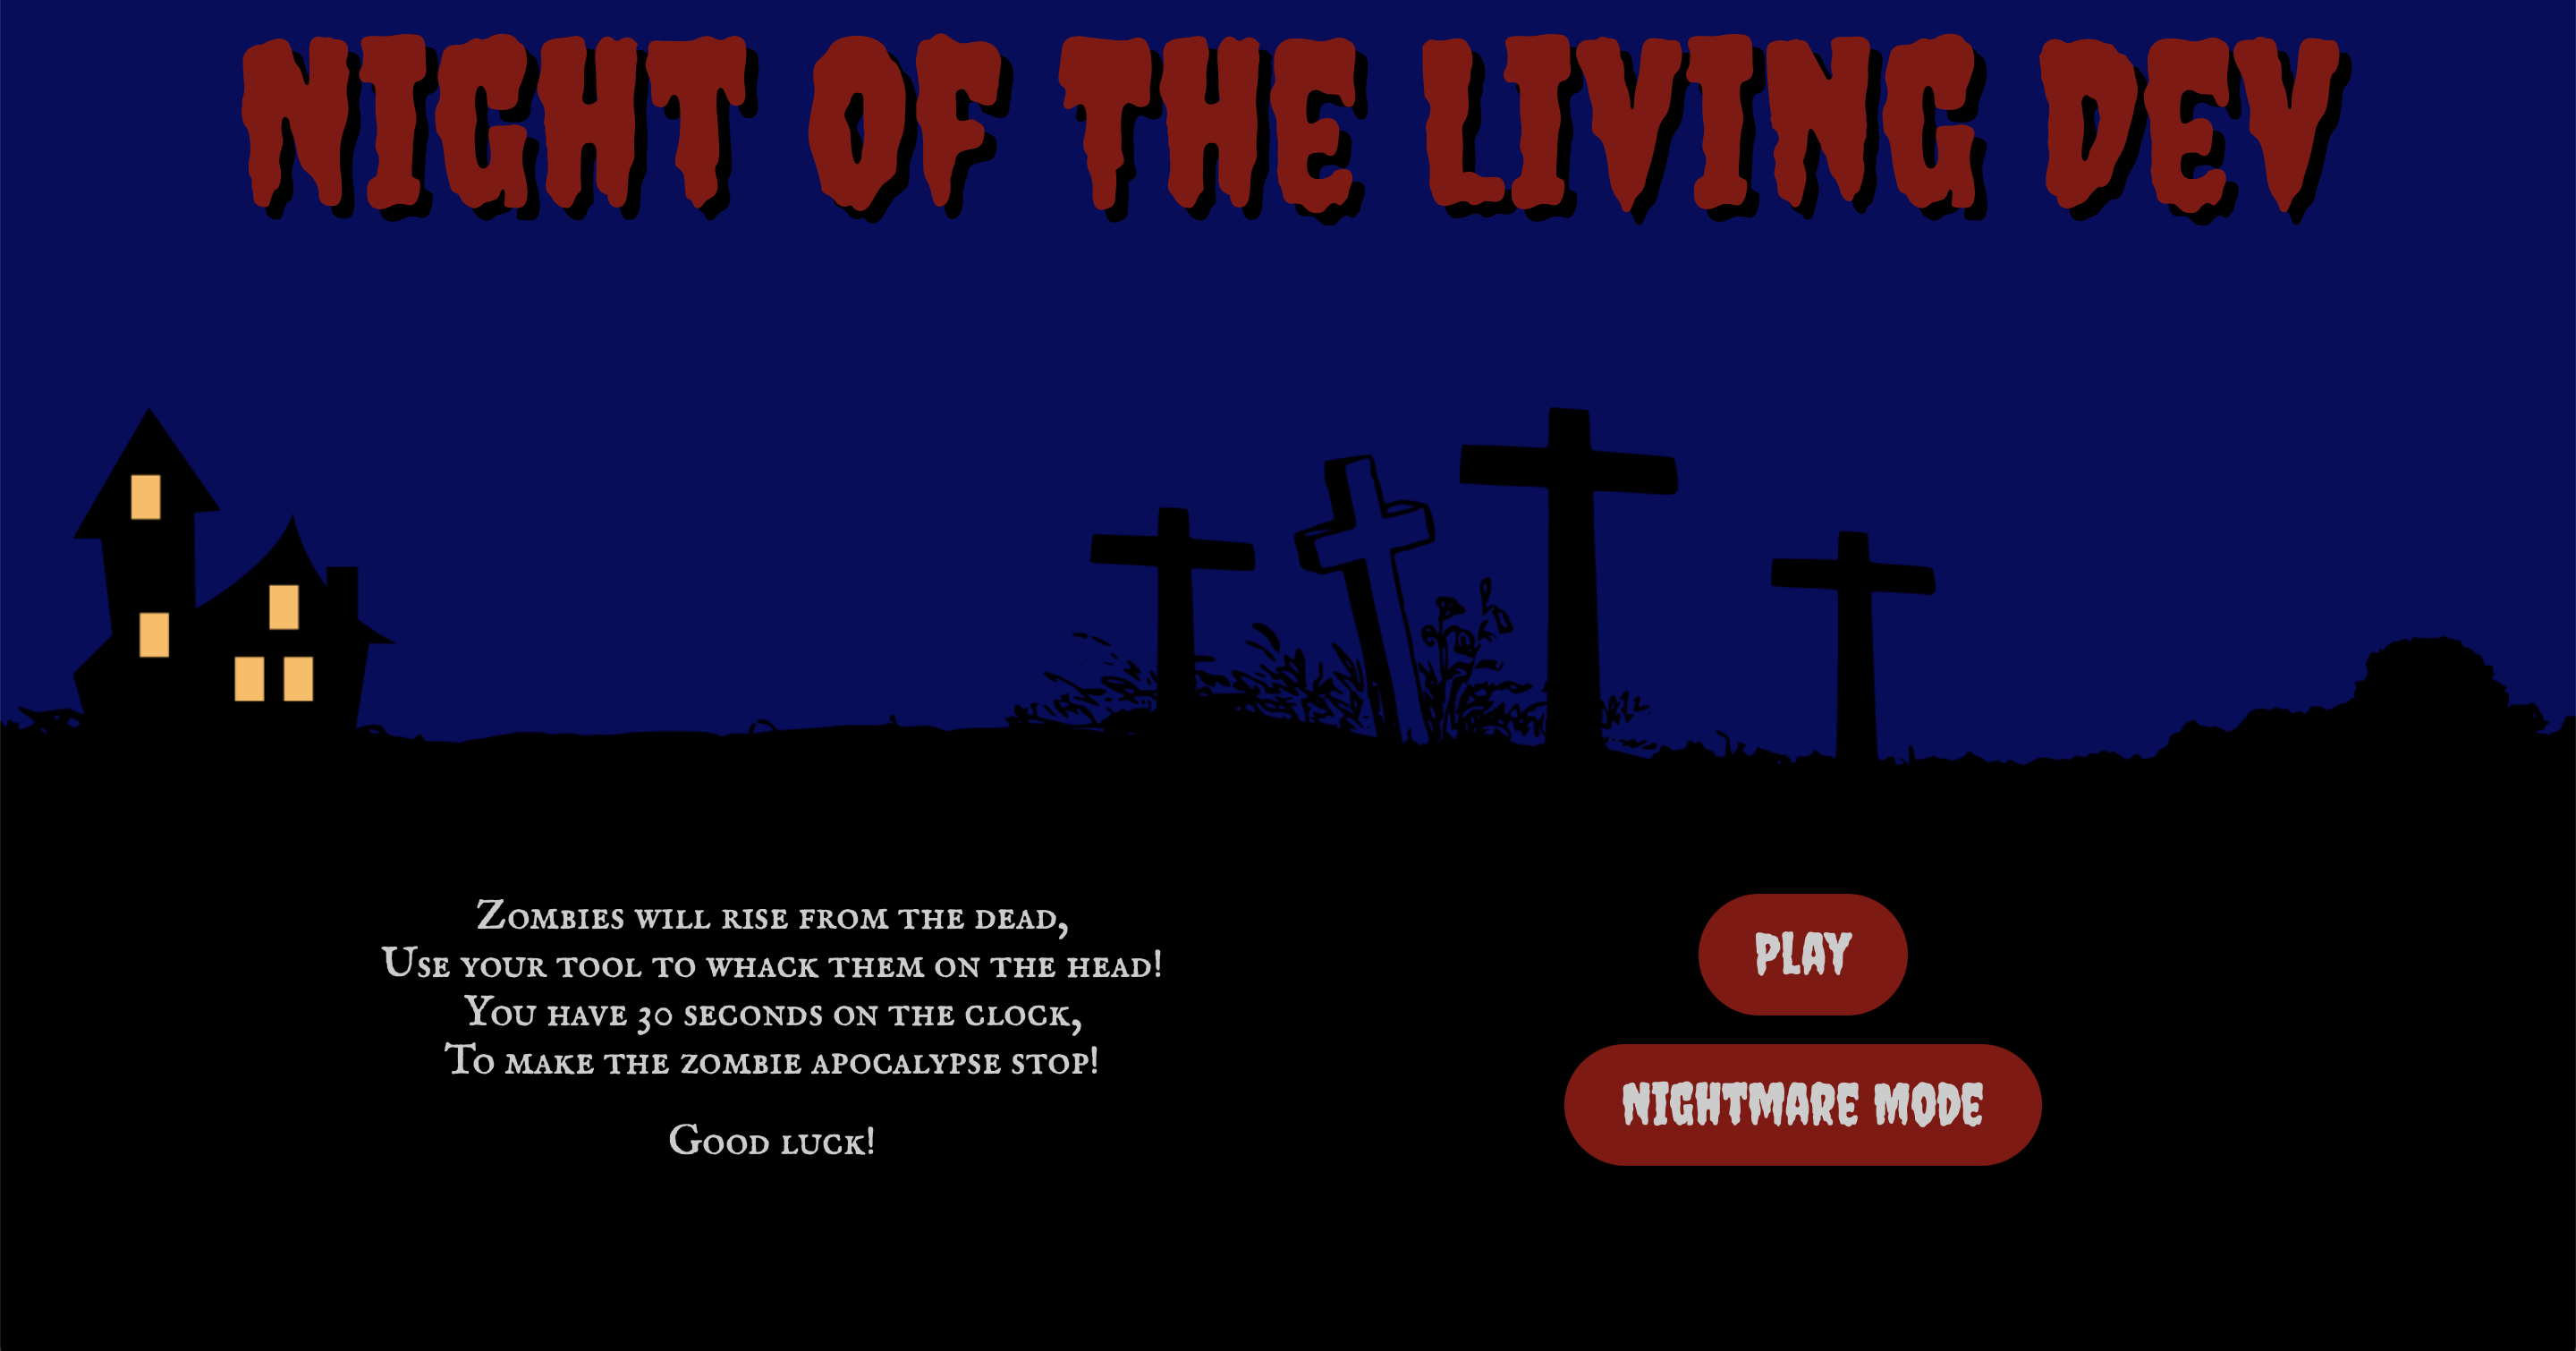 NIGHT OF THE LIVING DEV
Zombies will rise from the dead,
Use your tool to whack them on the head!
You have 30 seconds on the clock,
To make the zombie apocalypse stop!
Good luck!
PLAY
NIGHTMARE MODE